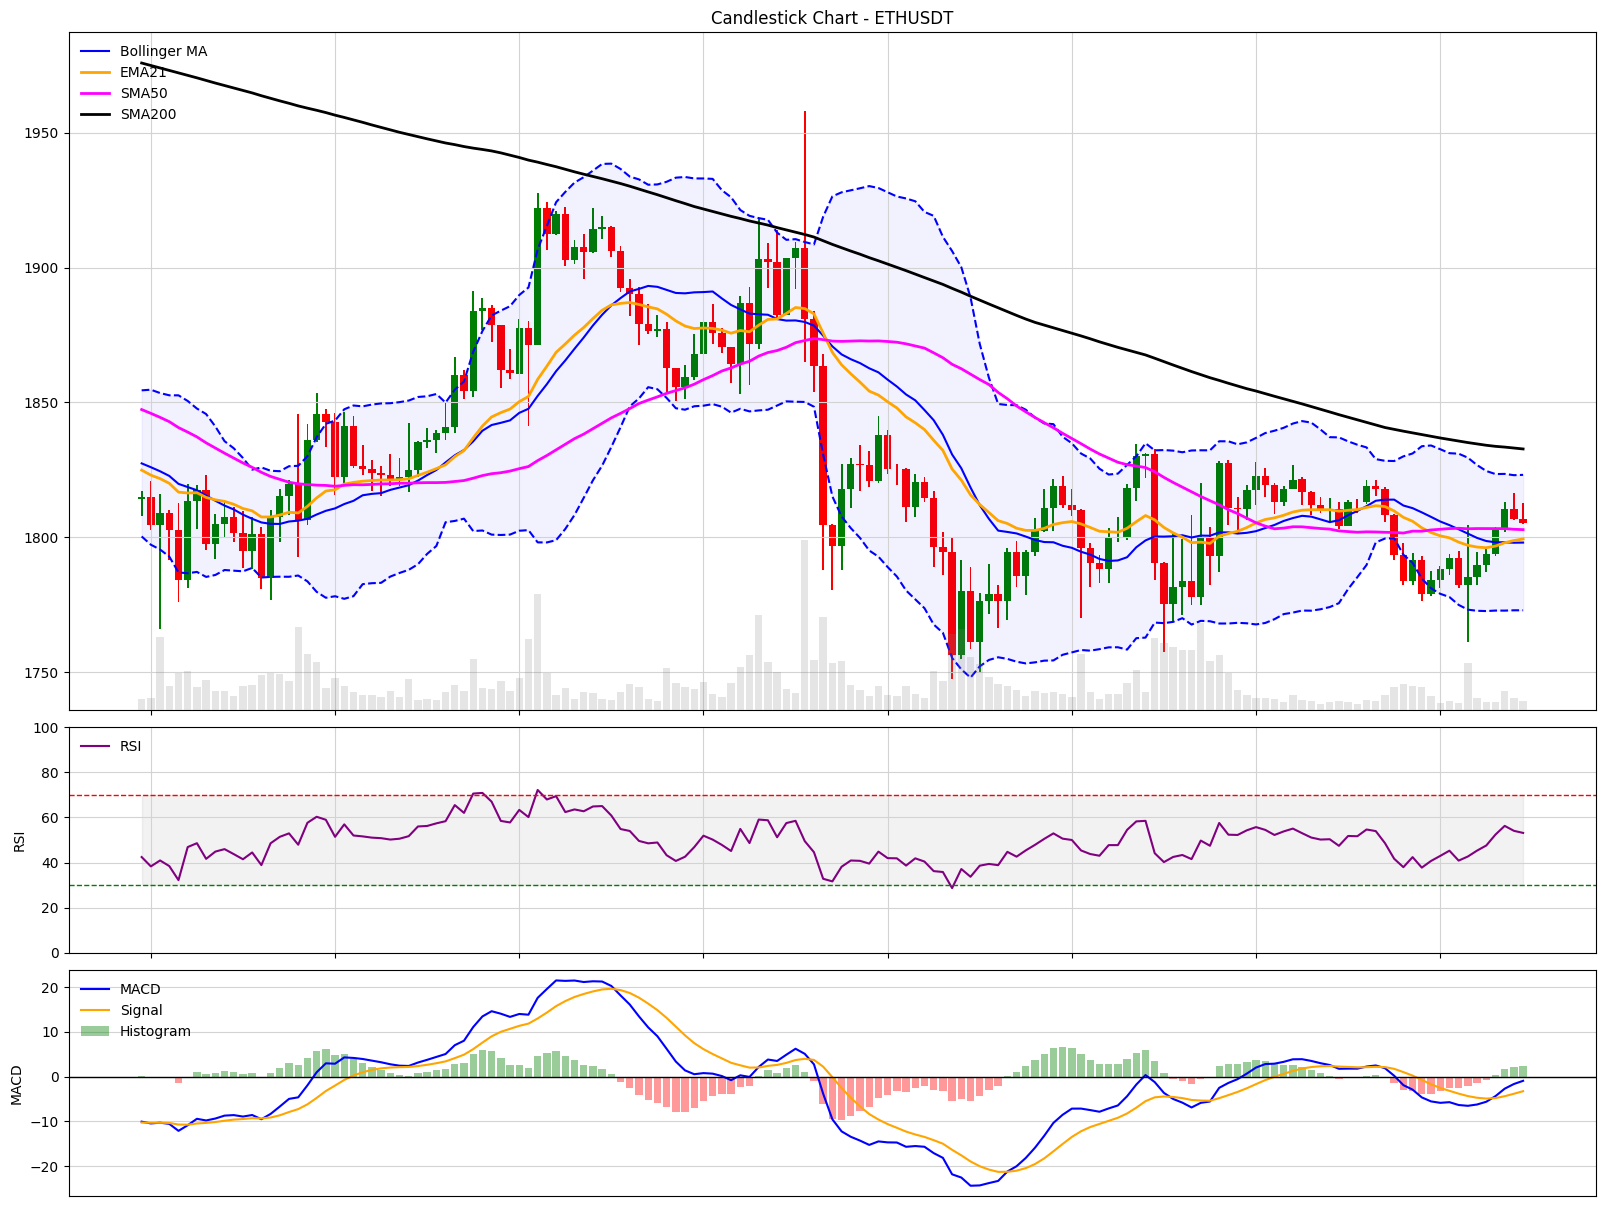 Candlestick Chart - ETHUSDT
Bollinger MA
EMA21
SMA50
SMA200
1950
1900
1850
1800
1750
RSI
100
80
60
40
20
0
RSI
MACD
Signal
Histogram
20
10
0
−10
−20
MACD